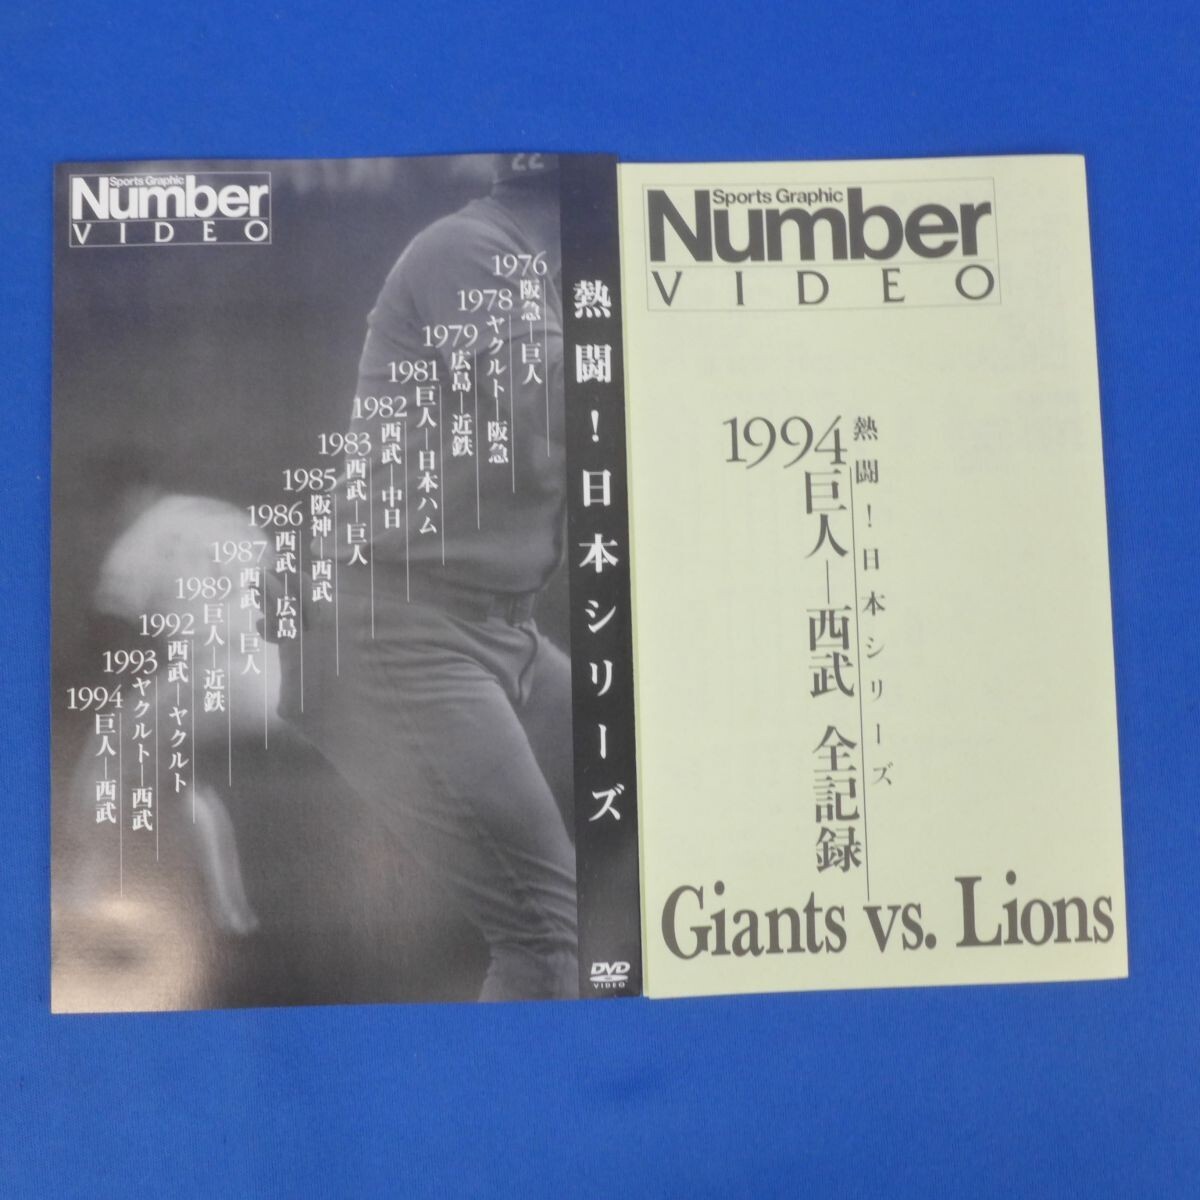 Sports Graphic
Number
VIDEO
22
熱闘!日本シリーズ
1976
阪急—巨人
1978
ヤクルト—阪急
1979
広島—近鉄
1981
巨人—日本ハム
1982
西武—中日
1983
西武—巨人
1985
阪神—西武
1986
西武—広島
1987
西武—巨人
1989
巨人—近鉄
1992
西武—ヤクルト
1993
ヤクルト—西武
1994
巨人—西武
DVD
VIDEO
Sports Graphic
Number
VIDEO
熱闘!日本シリーズ
1994
巨人—西武 全記録
Giants vs. Lions